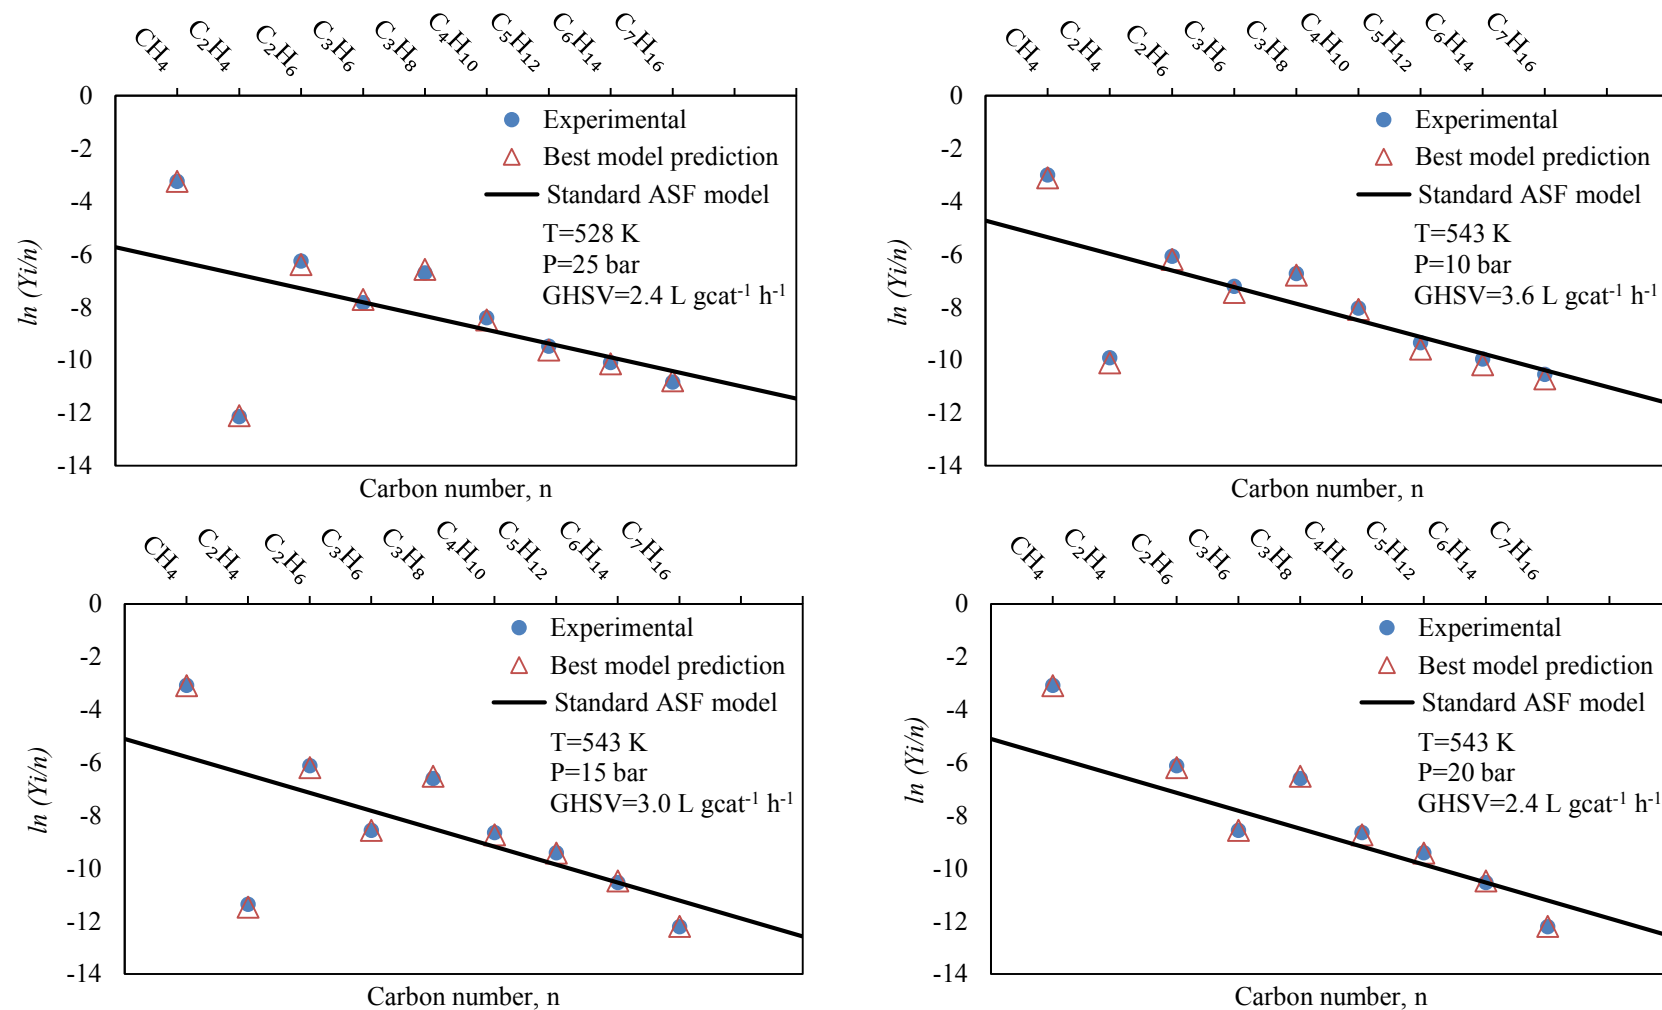 CH₄ C₂H₄ C₂H₆ C₃H₆ C₃H₈ C₄H₁₀ C₅H₁₂ C₆H₁₄ C₇H₁₆
0
-2
-4
-6
-8
-10
-12
-14
ln (Yi/n)
Experimental
Best model prediction
Standard ASF model
T=528 K
P=25 bar
GHSV=2.4 L gcat⁻¹ h⁻¹
Carbon number, n
CH₄ C₂H₄ C₂H₆ C₃H₆ C₃H₈ C₄H₁₀ C₅H₁₂ C₆H₁₄ C₇H₁₆
0
-2
-4
-6
-8
-10
-12
-14
ln (Yi/n)
Experimental
Best model prediction
Standard ASF model
T=543 K
P=10 bar
GHSV=3.6 L gcat⁻¹ h⁻¹
Carbon number, n
CH₄ C₂H₄ C₂H₆ C₃H₆ C₃H₈ C₄H₁₀ C₅H₁₂ C₆H₁₄ C₇H₁₆
0
-2
-4
-6
-8
-10
-12
-14
ln (Yi/n)
Experimental
Best model prediction
Standard ASF model
T=543 K
P=15 bar
GHSV=3.0 L gcat⁻¹ h⁻¹
Carbon number, n
CH₄ C₂H₄ C₂H₆ C₃H₆ C₃H₈ C₄H₁₀ C₅H₁₂ C₆H₁₄ C₇H₁₆
0
-2
-4
-6
-8
-10
-12
-14
ln (Yi/n)
Experimental
Best model prediction
Standard ASF model
T=543 K
P=20 bar
GHSV=2.4 L gcat⁻¹ h⁻¹
Carbon number, n